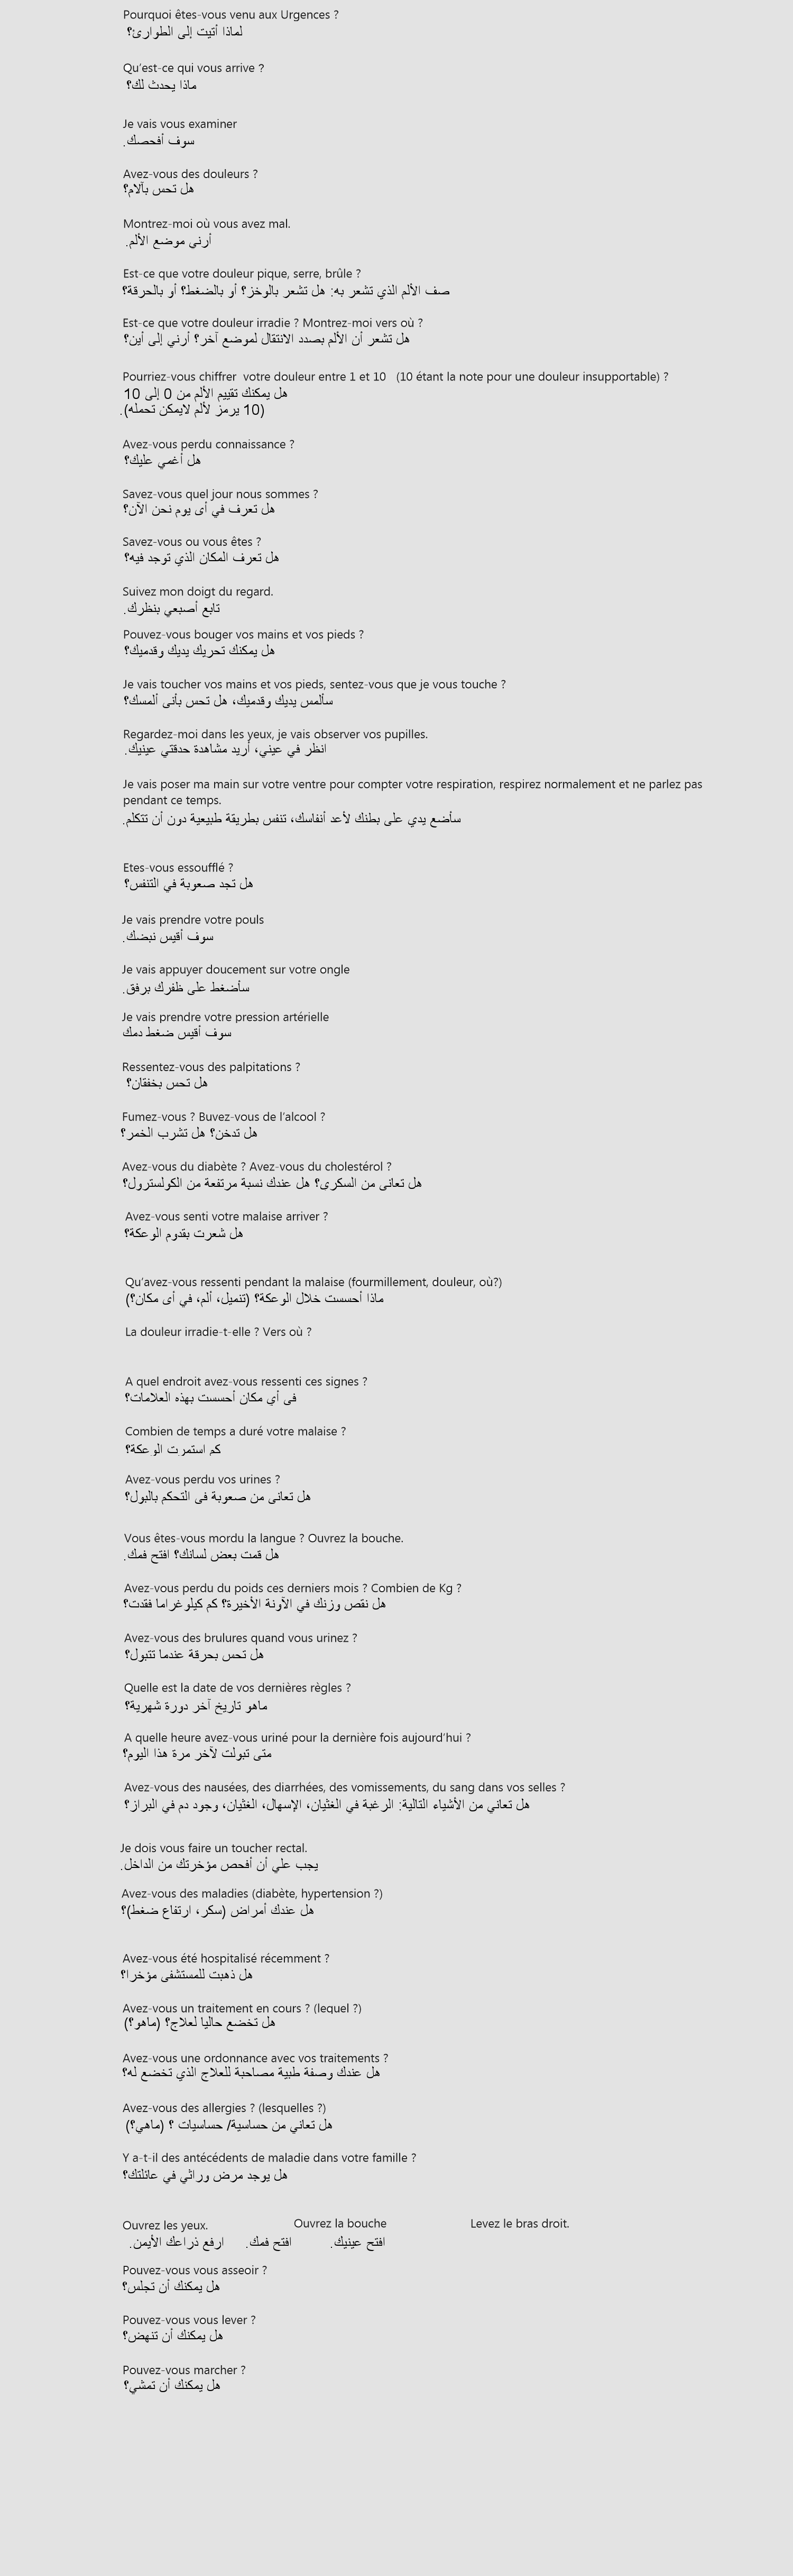 Pourquoi êtes-vous venu aux Urgences ?
لماذا أتيت إلى الطوارئ؟
Qu'est-ce qui vous arrive ?
ماذا يحدث لك؟
Je vais vous examiner
سوف أفحصك.
Avez-vous des douleurs ?
هل تحس بآلام؟
Montrez-moi où vous avez mal.
أرني موضع الألم.
Est-ce que votre douleur pique, serre, brûle ?
صف الألم الذي تشعر به: هل تشعر بالوخز؟ أو بالضغط؟ أو بالحرقة؟
Est-ce que votre douleur irradie ? Montrez-moi vers où ?
هل تشعر أن الألم بصدد الانتقال لموضع آخر؟ أرني إلى أين؟
Pourriez-vous chiffrer  votre douleur entre 1 et 10   (10 étant la note pour une douleur insupportable) ?
هل يمكنك تقييم الألم من 0 إلى 10
(10 يرمز لألم لايمكن تحمله).
Avez-vous perdu connaissance ?
هل أغمي عليك؟
Savez-vous quel jour nous sommes ?
هل تعرف في أى يوم نحن الآن؟
Savez-vous ou vous êtes ?
هل تعرف المكان الذي توجد فيه؟
Suivez mon doigt du regard.
تابع أصبعي بنظرك.
Pouvez-vous bouger vos mains et vos pieds ?
هل يمكنك تحريك يديك وقدميك؟
Je vais toucher vos mains et vos pieds, sentez-vous que je vous touche ?
سألمس يديك وقدميك، هل تحس بأنى ألمسك؟
Regardez-moi dans les yeux, je vais observer vos pupilles.
انظر في عيني، أريد مشاهدة حدقتي عينيك.
Je vais poser ma main sur votre ventre pour compter votre respiration, respirez normalement et ne parlez pas
pendant ce temps.
سأضع يدي على بطنك لأعد أنفاسك، تنفس بطريقة طبيعية دون أن تتكلم.
Etes-vous essoufflé ?
هل تجد صعوبة في التنفس؟
Je vais prendre votre pouls
سوف أقيس نبضك.
Je vais appuyer doucement sur votre ongle
سأضغط على ظفرك برفق.
Je vais prendre votre pression artérielle
سوف أقيس ضغط دمك
Ressentez-vous des palpitations ?
هل تحس بخفقان؟
Fumez-vous ? Buvez-vous de l'alcool ?
هل تدخن؟ هل تشرب الخمر؟
Avez-vous du diabète ? Avez-vous du cholestérol ?
هل تعانى من السكرى؟ هل عندك نسبة مرتفعة من الكولسترول؟
Avez-vous senti votre malaise arriver ?
هل شعرت بقدوم الوعكة؟
Qu'avez-vous ressenti pendant la malaise (fourmillement, douleur, où?)
ماذا أحسست خلال الوعكة؟ (تنميل، ألم، في أى مكان؟)
La douleur irradie-t-elle ? Vers où ?
A quel endroit avez-vous ressenti ces signes ?
فى أي مكان أحسست بهذه العلامات؟
Combien de temps a duré votre malaise ?
كم استمرت الوعكة؟
Avez-vous perdu vos urines ?
هل تعانى من صعوبة فى التحكم بالبول؟
Vous êtes-vous mordu la langue ? Ouvrez la bouche.
هل قمت بعض لسانك؟ افتح فمك.
Avez-vous perdu du poids ces derniers mois ? Combien de Kg ?
هل نقص وزنك في الآونة الأخيرة؟ كم كيلوغراما فقدت؟
Avez-vous des brulures quand vous urinez ?
هل تحس بحرقة عندما تتبول؟
Quelle est la date de vos dernières règles ?
ماهو تاريخ آخر دورة شهرية؟
A quelle heure avez-vous uriné pour la dernière fois aujourd'hui ?
متى تبولت لآخر مرة هذا اليوم؟
Avez-vous des nausées, des diarrhées, des vomissements, du sang dans vos selles ?
هل تعاني من الأشياء التالية: الرغبة في الغثيان، الإسهال، الغثيان، وجود دم في البراز؟
Je dois vous faire un toucher rectal.
يجب علي أن أفحص مؤخرتك من الداخل.
Avez-vous des maladies (diabète, hypertension ?)
هل عندك أمراض (سكر، ارتفاع ضغط)؟
Avez-vous été hospitalisé récemment ?
هل ذهبت للمستشفى مؤخرا؟
Avez-vous un traitement en cours ? (lequel ?)
هل تخضع حاليا لعلاج؟ (ماهو؟)
Avez-vous une ordonnance avec vos traitements ?
هل عندك وصفة طبية مصاحبة للعلاج الذي تخضع له؟
Avez-vous des allergies ? (lesquelles ?)
هل تعاني من حساسية/ حساسيات ؟ (ماهي؟)
Y a-t-il des antécédents de maladie dans votre famille ?
هل يوجد مرض وراثي في عائلتك؟
Ouvrez les yeux. Ouvrez la bouche Levez le bras droit.
افتح عينيك. افتح فمك. ارفع ذراعك الأيمن.
Pouvez-vous vous asseoir ?
هل يمكنك أن تجلس؟
Pouvez-vous vous lever ?
هل يمكنك أن تنهض؟
Pouvez-vous marcher ?
هل يمكنك أن تمشي؟